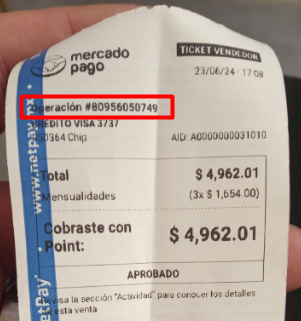 mercado
pago
TICKET VENDEDOR
23/06/24 17:08
Operación #80956050749
CREDITO VISA 3737
Chip
AID: A0000000031010
Total $ 4,962.01
Mensualidades (3x $ 1,654.00)
Cobraste con
Point: $ 4,962.01
APROBADO
la sección "Actividad" para conocer los detalles
esta venta
www.netpay